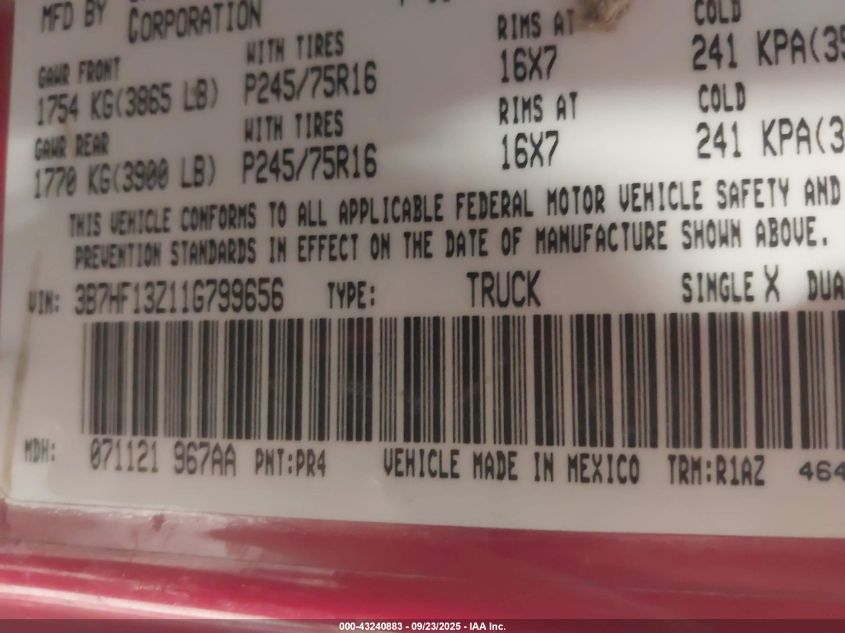 MFD BY CORPORATION
GAWR FRONT WITH TIRES RIMS AT COLD
1754 KG(3865 LB) P245/75R16 16X7 241 KPA(35
GAWR REAR WITH TIRES RIMS AT COLD
1770 KG(3900 LB) P245/75R16 16X7 241 KPA(3
THIS VEHICLE CONFORMS TO ALL APPLICABLE FEDERAL MOTOR VEHICLE SAFETY AND
PREVENTION STANDARDS IN EFFECT ON THE DATE OF MANUFACTURE SHOWN ABOVE.
VIN: 3B7HF13Z11G799656 TYPE: TRUCK SINGLE X DUA
MDH: 071121 967AA PNT:PR4 VEHICLE MADE IN MEXICO TRM:R1AZ 464
000-43240883 - 09/23/2025 - IAA Inc.